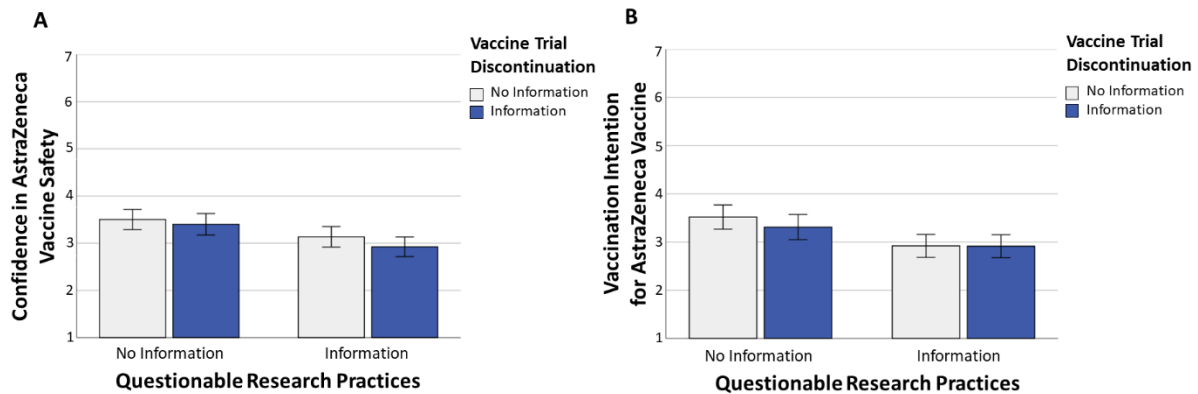 A
Confidence in AstraZeneca
Vaccine Safety
7
6
5
4
3
2
1
No Information
Information
Questionable Research Practices
Vaccine Trial
Discontinuation
No Information
Information
B
Vaccination Intention
for AstraZeneca Vaccine
7
6
5
4
3
2
1
No Information
Information
Questionable Research Practices
Vaccine Trial
Discontinuation
No Information
Information